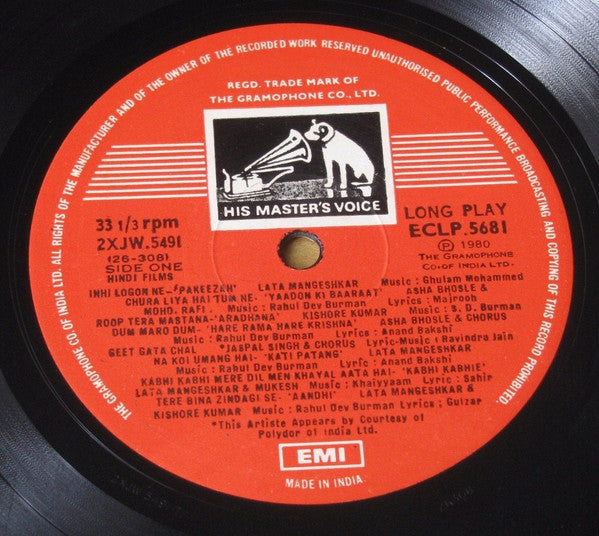 THE GRAMOPHONE CO. OF INDIA LTD. ALL RIGHTS OF THE MANUFACTURER AND OF THE OWNER OF THE RECORDED WORK RESERVED UNAUTHORISED PUBLIC PERFORMANCE BROADCASTING AND COPYING OF THIS RECORD PROHIBITED.
REGD. TRADE MARK OF
THE GRAMOPHONE CO., LTD.
HIS MASTER'S VOICE
33 1/3 rpm
2XJW.5491
(26-308)
SIDE ONE
HINDI FILMS
LONG PLAY
ECLP.5681
Ⓟ 1980
THE GRAMOPHONE
CO. OF INDIA LTD
INHI LOGON NE- 'PAKEEZAH' LATA MANGESHKAR Music : Ghulam Mohammed
CHURA LIYA HAI TUM NE- 'YAADON KI BAARAAT' ASHA BHOSLE &
MOHD. RAFI Music : Rahul Dev Burman Lyrics : Majrooh
ROOP TERA MASTANA- 'ARADHANA' KISHORE KUMAR Music : S. D. Burman
DUM MARO DUM- 'HARE RAMA HARE KRISHNA' ASHA BHOSLE & CHORUS
Music : Rahul Dev Burman Lyric : Anand Bakshi
GEET GATA CHAL *JASPAL SINGH & CHORUS Lyric-Music : Ravindra Jain
NA KOI UMANG HAI- 'KATI PATANG' LATA MANGESHKAR
Music : Rahul Dev Burman Lyric : Anand Bakshi
KABHI KABHI MERE DIL MEN KHAYAL AATA HAI- 'KABHI KABHIE'
LATA MANGESHKAR & MUKESH Music : Khaiyyaam Lyric : Sahir
TERE BINA ZINDAGI SE- 'AANDHI' LATA MANGESHKAR &
KISHORE KUMAR Music : Rahul Dev Burman Lyrics : Gulzar
*This Artiste Appears by Courtesy of
Polydor of India Ltd.
EMI
MADE IN INDIA